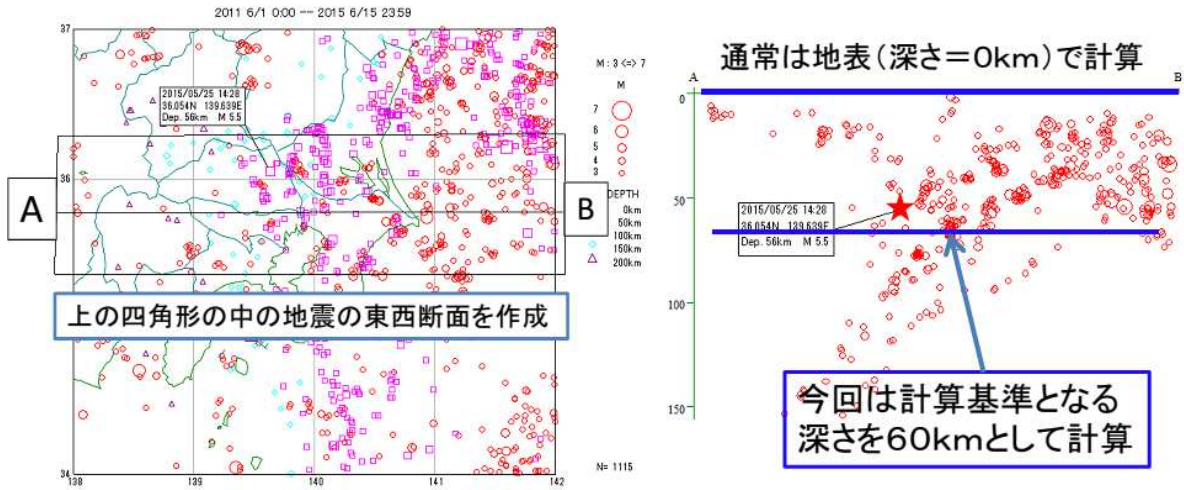 2011 6/1 0:00 -- 2015 6/15 23:59
37
36
34
138
139
140
141
142
2015/05/25 14:28
36.054N 139.639E
Dep. 56km M 5.5
A
B
M : 3 <=> 7
M
7
6
5
4
3
DEPTH
0km
50km
100km
150km
200km
N= 1115
上の四角形の中の地震の東西断面を作成
通常は地表(深さ=0km)で計算
A
B
0
50
100
150
2015/05/25 14:28
36.054N 139.639E
Dep. 56km M 5.5
今回は計算基準となる
深さを60kmとして計算